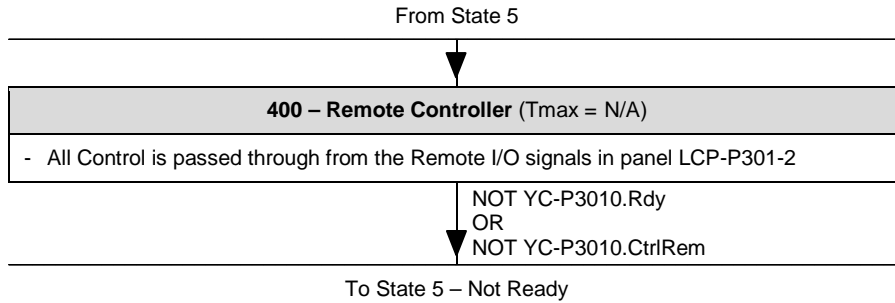 From State 5
400 – Remote Controller (Tmax = N/A)
- All Control is passed through from the Remote I/O signals in panel LCP-P301-2
NOT YC-P3010.Rdy
OR
NOT YC-P3010.CtrlRem
To State 5 – Not Ready